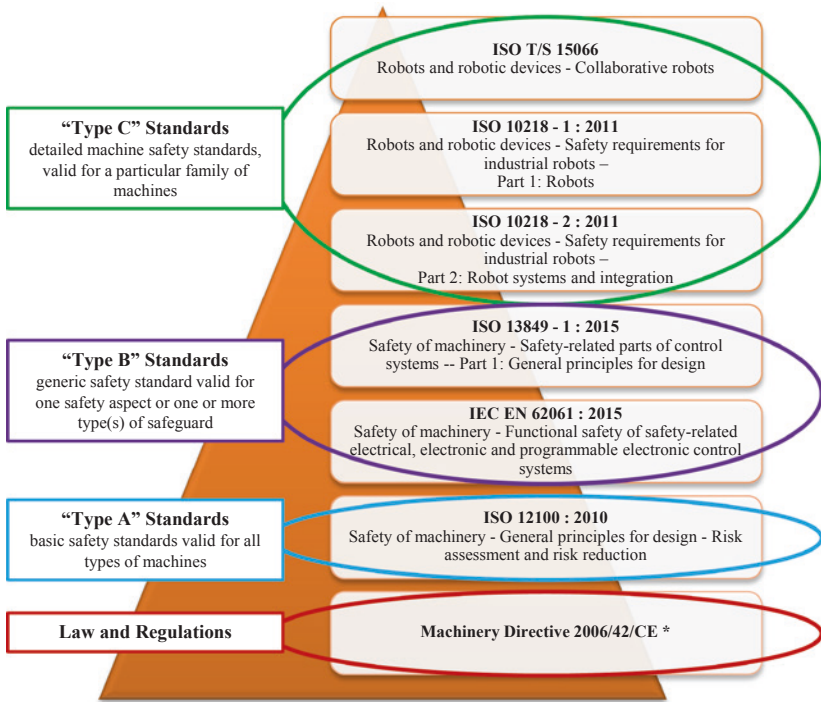 ISO T/S 15066
Robots and robotic devices - Collaborative robots
“Type C” Standards
detailed machine safety standards,
valid for a particular family of
machines
ISO 10218 - 1 : 2011
Robots and robotic devices - Safety requirements for
industrial robots –
Part 1: Robots
ISO 10218 - 2 : 2011
Robots and robotic devices - Safety requirements for
industrial robots –
Part 2: Robot systems and integration
“Type B” Standards
generic safety standard valid for
one safety aspect or one or more
type(s) of safeguard
ISO 13849 - 1 : 2015
Safety of machinery - Safety-related parts of control
systems -- Part 1: General principles for design
IEC EN 62061 : 2015
Safety of machinery - Functional safety of safety-related
electrical, electronic and programmable electronic control
systems
“Type A” Standards
basic safety standards valid for all
types of machines
ISO 12100 : 2010
Safety of machinery - General principles for design - Risk
assessment and risk reduction
Law and Regulations
Machinery Directive 2006/42/CE *